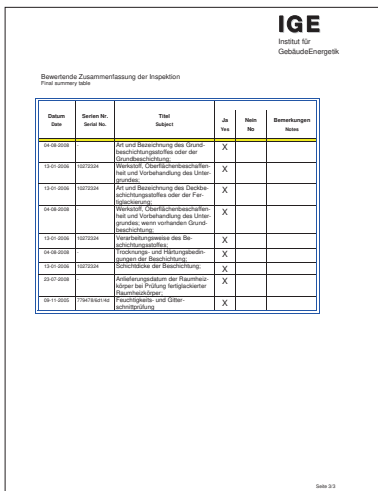 IGE
Institut für
GebäudeEnergetik
Bewertende Zusammenfassung der Inspektion
Final summery table
Datum Serien Nr. Titel Ja Nein Bemerkungen
Date Serial No. Subject Yes No Notes
04-08-2008 - Art und Bezeichnung des Grund- X
beschichtungsstoffes oder der
Grundbeschichtung;
13-01-2006 10272324 Werkstoff, Oberflächenbeschaffen- X
heit und Vorbehandlung des Unter-
grundes;
13-01-2006 10272324 Art und Bezeichnung des Deckbe- X
schichtungsstoffes oder der Fer-
tiglackierung;
04-08-2008 - Werkstoff, Oberflächenbeschaffen- X
heit und Vorbehandlung des Unter-
grundes; wenn vorhanden Grund-
beschichtung;
13-01-2006 10272324 Verarbeitungsweise des Be- X
schichtungsstoffes;
04-08-2008 - Trocknungs- und Härtungsbedin- X
gungen der Beschichtung;
13-01-2006 10272324 Schichtdicke der Beschichtung; X
23-07-2008 - Anlieferungsdatum der Raumheiz- X
körper bei Prüfung fertiglackierter
Raumheizkörper;
09-11-2005 Feuchtigkeits- und Gitter- X
schnittprüfung
Seite 3/3